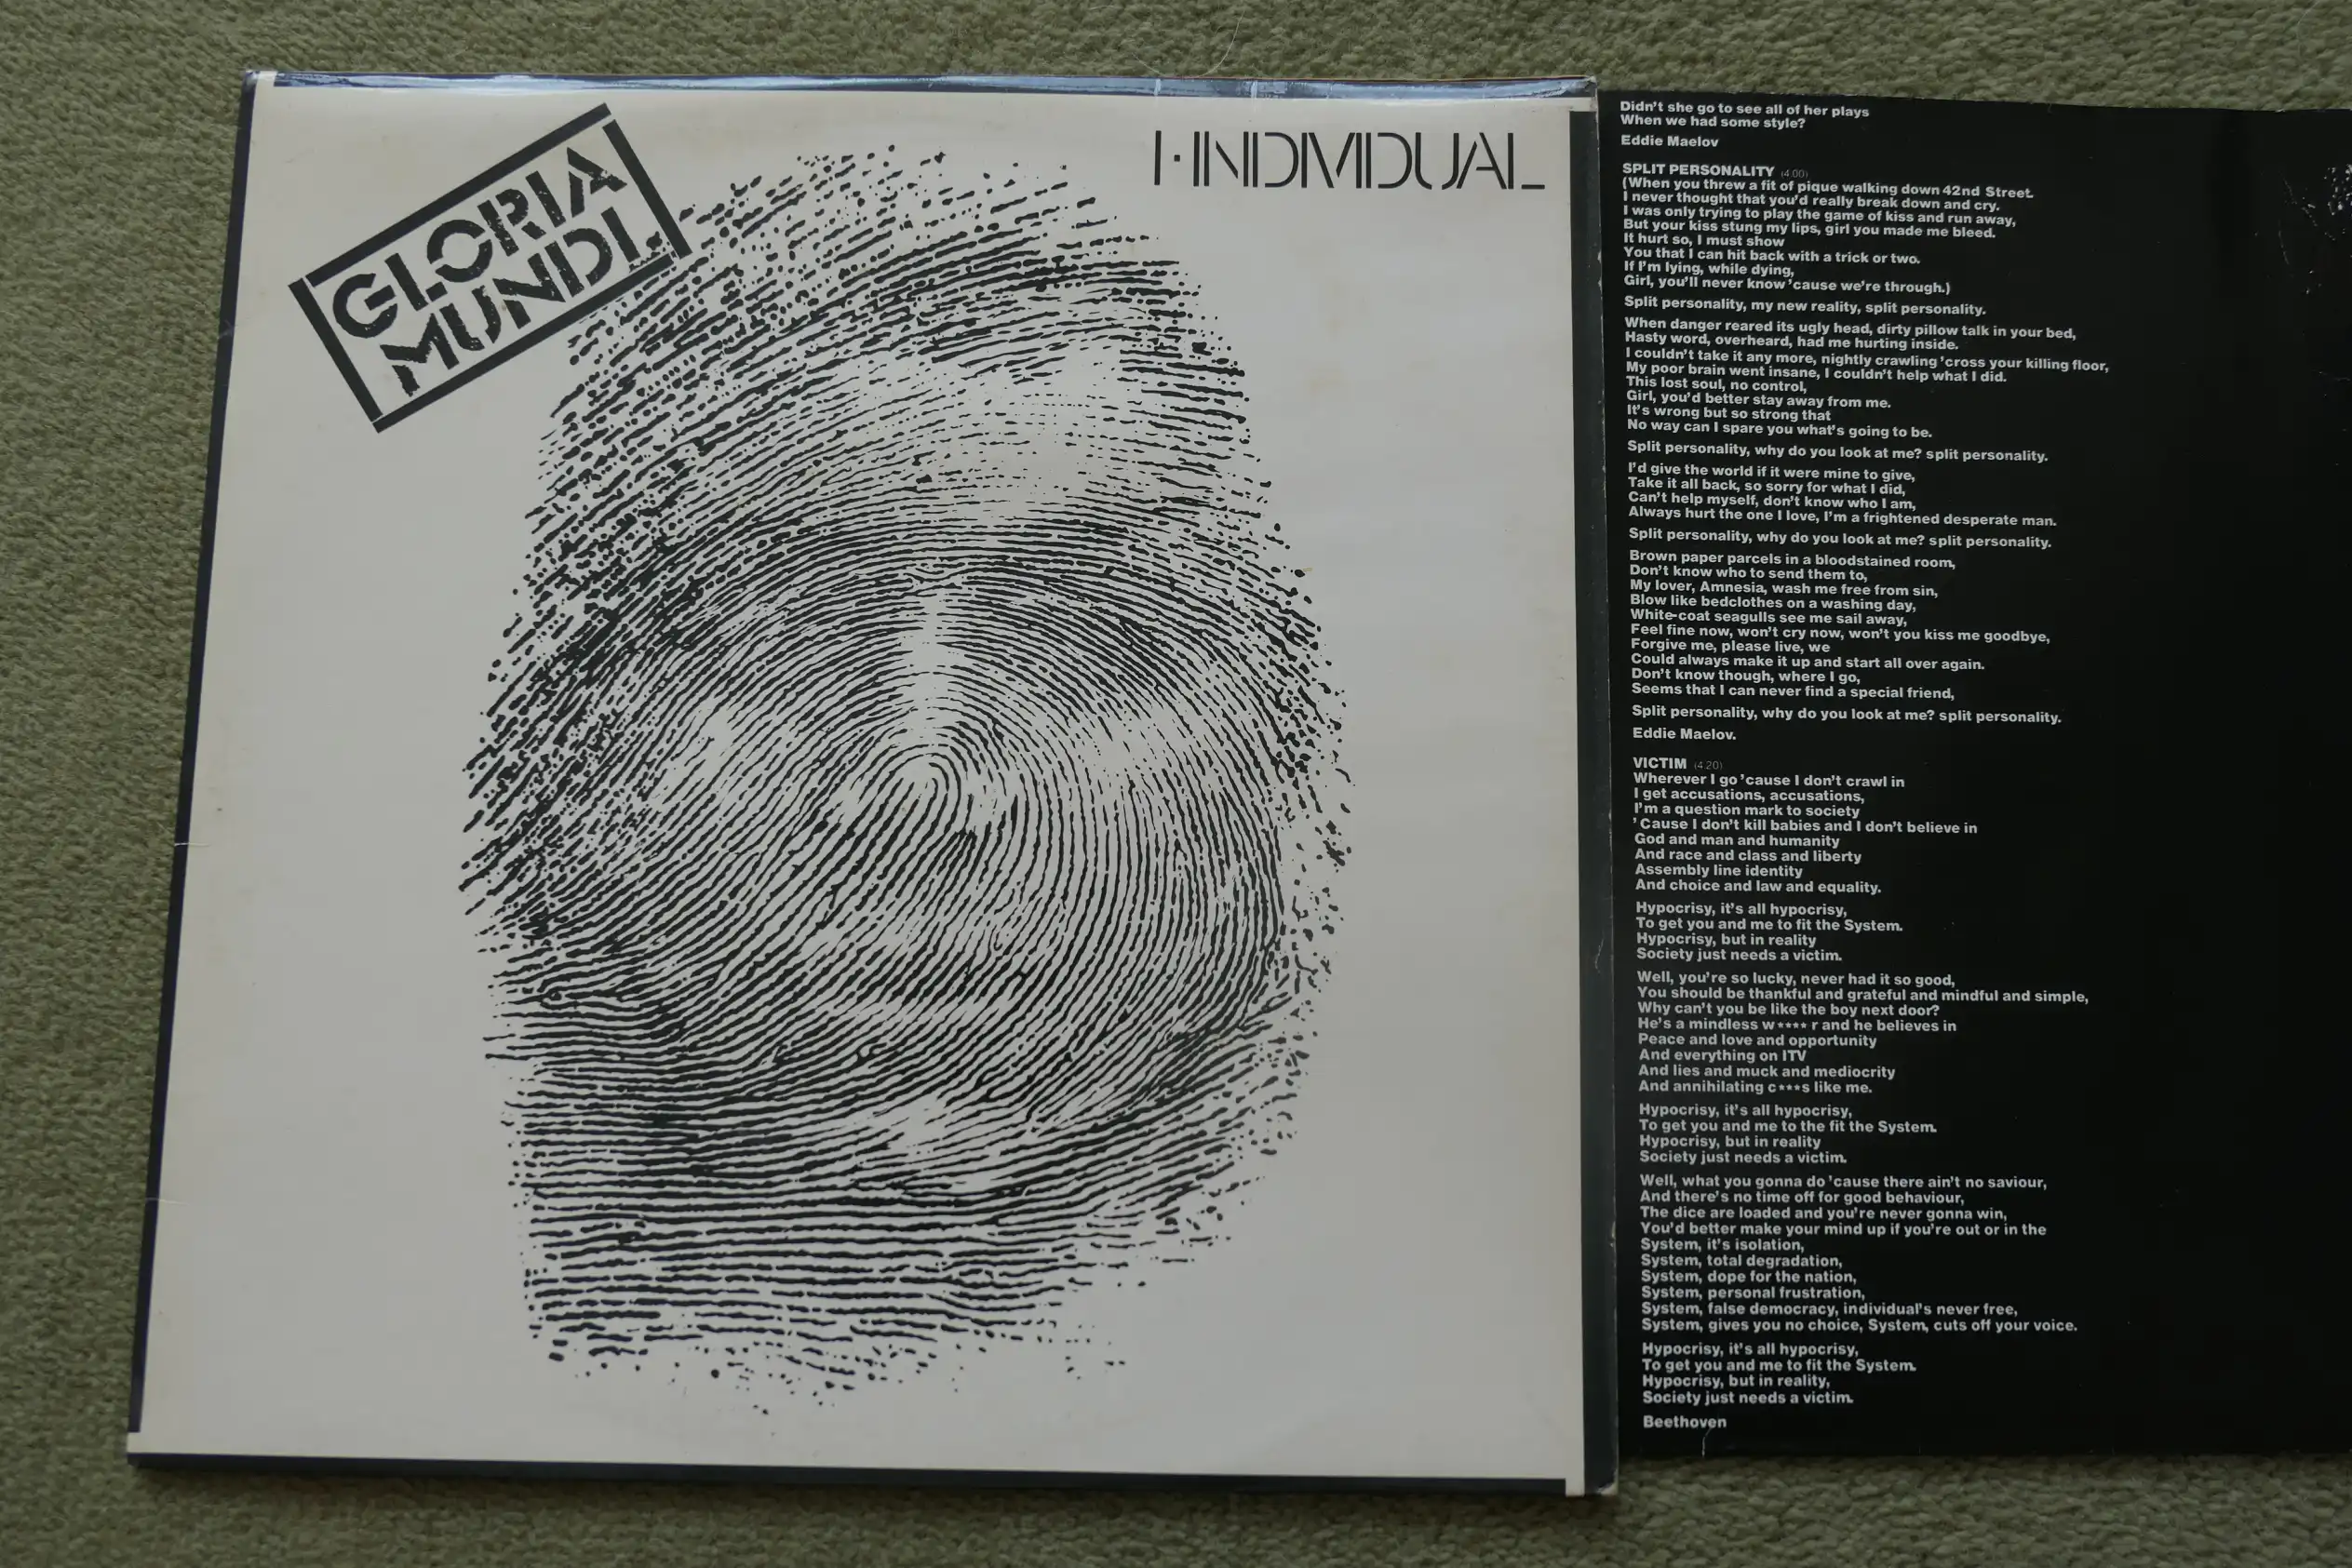 GLORIA
MUNDI.
I·INDIVIDUAL
Didn't she go to see all of her plays
When we had some style?
Eddie Maelov
SPLIT PERSONALITY (4.00)
(When you threw a fit of pique walking down 42nd Street.
I never thought that you'd really break down and cry.
I was only trying to play the game of kiss and run away,
But your kiss stung my lips, girl you made me bleed.
It hurt so, I must show
You that I can hit back with a trick or two.
If I'm lying, while dying,
Girl, you'll never know 'cause we're through.)
Split personality, my new reality, split personality.
When danger reared its ugly head, dirty pillow talk in your bed,
Hasty word, overheard, had me hurting inside.
I couldn't take it any more, nightly crawling 'cross your killing floor,
My poor brain went insane, I couldn't help what I did.
This lost soul, no control,
Girl, you'd better stay away from me.
It's wrong but so strong that
No way can I spare you what's going to be.
Split personality, why do you look at me? split personality.
I'd give the world if it were mine to give,
Take it all back, so sorry for what I did,
Can't help myself, don't know who I am,
Always hurt the one I love, I'm a frightened desperate man.
Split personality, why do you look at me? split personality.
Brown paper parcels in a bloodstained room,
Don't know who to send them to,
My lover, Amnesia, wash me free from sin,
Blow like bedclothes on a washing day,
White-coat seagulls see me sail away,
Feel fine now, won't cry now, won't you kiss me goodbye,
Forgive me, please live, we
Could always make it up and start all over again.
Don't know though, where I go,
Seems that I can never find a special friend,
Split personality, why do you look at me? split personality.
Eddie Maelov.
VICTIM (4.20)
Wherever I go 'cause I don't crawl in
I get accusations, accusations,
I'm a question mark to society
'Cause I don't kill babies and I don't believe in
God and man and humanity
And race and class and liberty
Assembly line identity
And choice and law and equality.
Hypocrisy, it's all hypocrisy,
To get you and me to fit the System.
Hypocrisy, but in reality
Society just needs a victim.
Well, you're so lucky, never had it so good,
You should be thankful and grateful and mindful and simple,
Why can't you be like the boy next door?
He's a mindless w****r and he believes in
Peace and love and opportunity
And everything on ITV
And lies and muck and mediocrity
And annihilating c***s like me.
Hypocrisy, it's all hypocrisy,
To get you and me to the fit the System.
Hypocrisy, but in reality
Society just needs a victim.
Well, what you gonna do 'cause there ain't no saviour,
And there's no time off for good behaviour,
The dice are loaded and you're never gonna win,
You'd better make your mind up if you're out or in the
System, it's isolation,
System, total degradation,
System, dope for the nation,
System, personal frustration,
System, false democracy, individual's never free,
System, gives you no choice, System, cuts off your voice.
Hypocrisy, it's all hypocrisy,
To get you and me to fit the System.
Hypocrisy, but in reality,
Society just needs a victim.
Beethoven